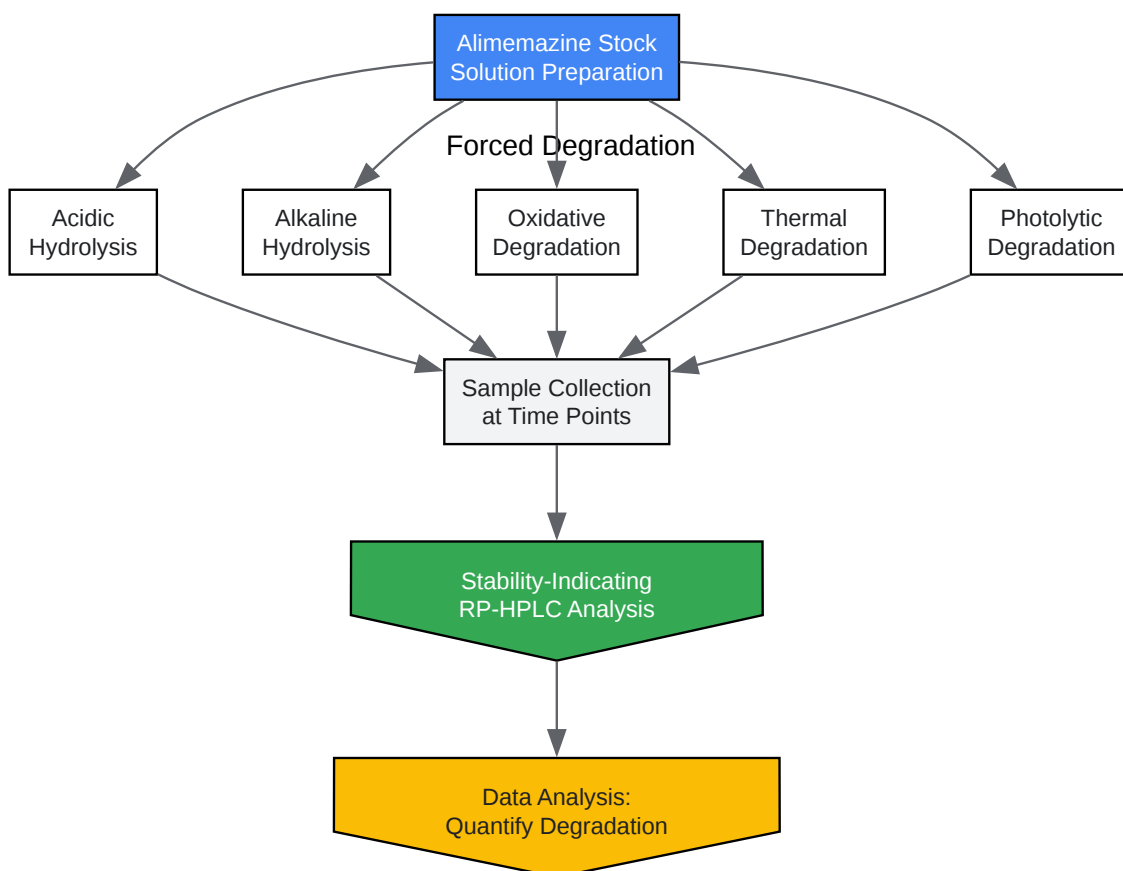 Alimemazine Stock
Solution Preparation
Forced Degradation
Acidic
Hydrolysis
Alkaline
Hydrolysis
Oxidative
Degradation
Thermal
Degradation
Photolytic
Degradation
Sample Collection
at Time Points
Stability-Indicating
RP-HPLC Analysis
Data Analysis:
Quantify Degradation